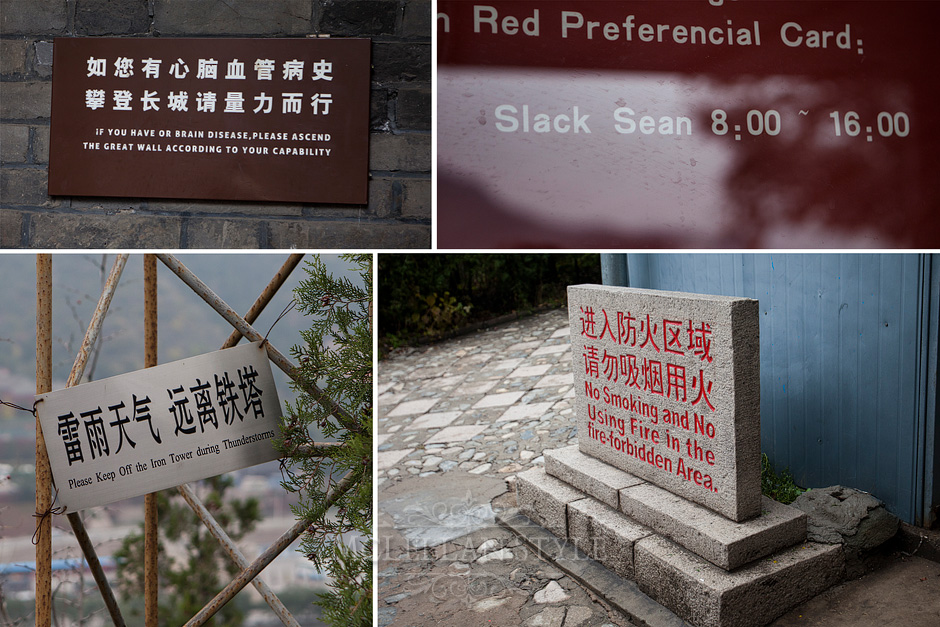 如您有心脑血管病史
攀登长城请量力而行
IF YOU HAVE OR BRAIN DISEASE,PLEASE ASCEND
THE GREAT WALL ACCORDING TO YOUR CAPABILITY
n Red Preferencial Card:
Slack Sean 8:00 ~ 16:00
雷雨天气 远离铁塔
Please Keep Off the Iron Tower during Thunderstorms
进入防火区域
请勿吸烟用火
No Smoking and No
Using Fire in the
fire-forbidden Area.
MCLELLAN STYLE